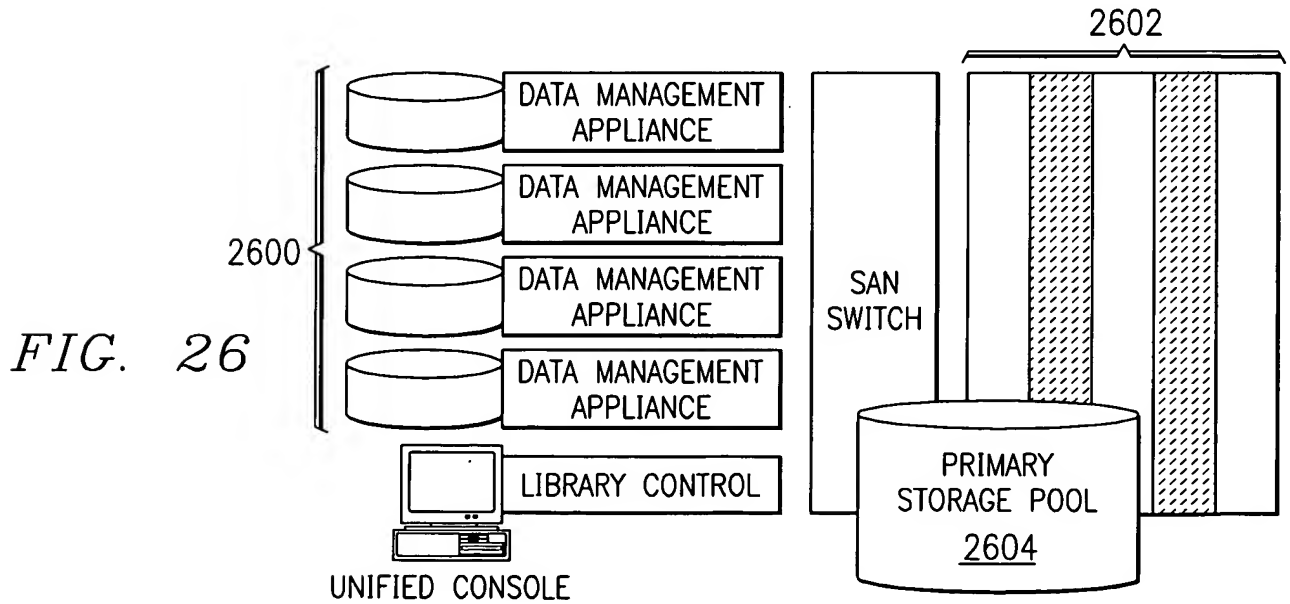 2602
DATA MANAGEMENT
APPLIANCE
DATA MANAGEMENT
APPLIANCE
2600
DATA MANAGEMENT
APPLIANCE
SAN
SWITCH
FIG. 26
DATA MANAGEMENT
APPLIANCE
LIBRARY CONTROL
PRIMARY
STORAGE POOL
2604
UNIFIED CONSOLE